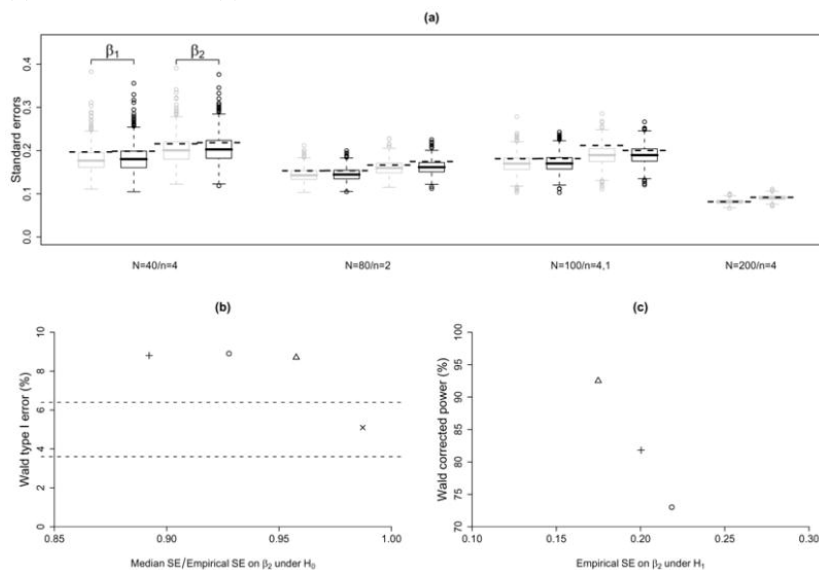 (a)
β1
β2
Standard errors
0.0
0.1
0.2
0.3
0.4
N=40/n=4
N=80/n=2
N=100/n=4,1
N=200/n=4
(b)
Wald type I error (%)
10
8
6
4
2
0
0.85
0.90
0.95
1.00
Median SE/Empirical SE on β2 under H0
(c)
Wald corrected power (%)
100
95
90
85
80
75
70
0.10
0.15
0.20
0.25
0.30
Empirical SE on β2 under H1